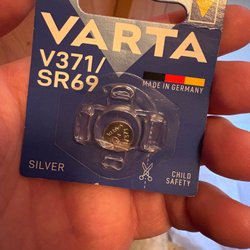 VARTA
V371/
SR69
MADE IN GERMANY
SILVER
CHILD
SAFETY